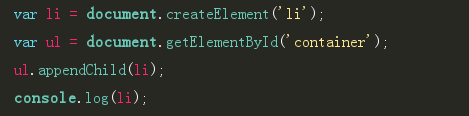 var li = document.createElement('li');
var ul = document.getElementById('container');
ul.appendChild(li);
console.log(li);